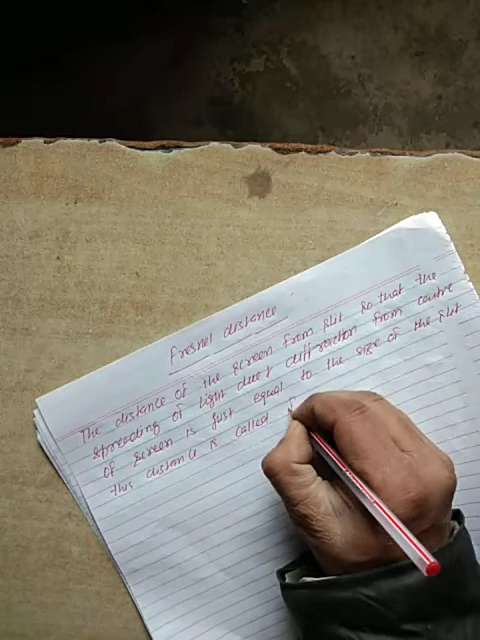 Fresnel distance
The distance of the screen from slit so that the
spreading of light due t diffraction from centre
of screen is just equal to the size of the slit
this distance is called